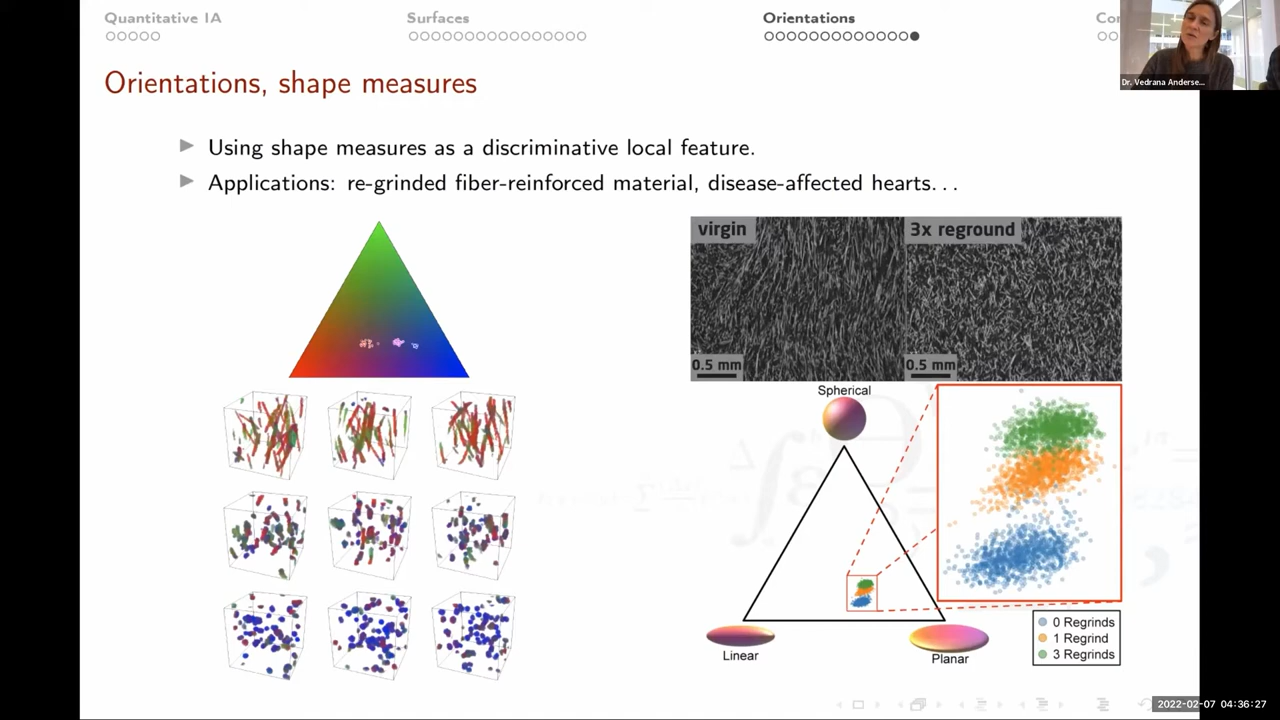 Quantitative IA
Surfaces
Orientations
Dr. Vedrana Anderse...
Orientations, shape measures
Using shape measures as a discriminative local feature.
Applications: re-grinded fiber-reinforced material, disease-affected hearts...
virgin
3x reground
0.5 mm
0.5 mm
Spherical
Linear
Planar
0 Regrinds
1 Regrind
3 Regrinds
2022-02-07 04:36:27